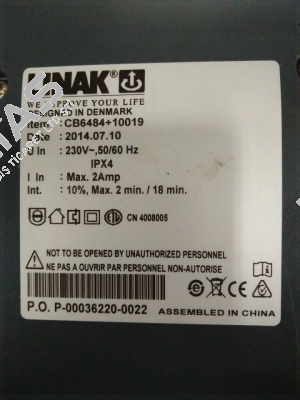 LINAK®
WE IMPROVE YOUR LIFE
DESIGNED IN DENMARK
Item : CB6484+10019
Date : 2014.07.10
U In : 230V~,50/60 Hz
IPX4
I In : Max. 2Amp
Int. : 10%, Max. 2 min. / 18 min.
CN 4008005
NOT TO BE OPENED BY UNAUTHORIZED PERSONNEL
NE PAS A OUVRIR PAR PERSONNEL NON-AUTORISE
P.O. P-00036220-0022 ASSEMBLED IN CHINA